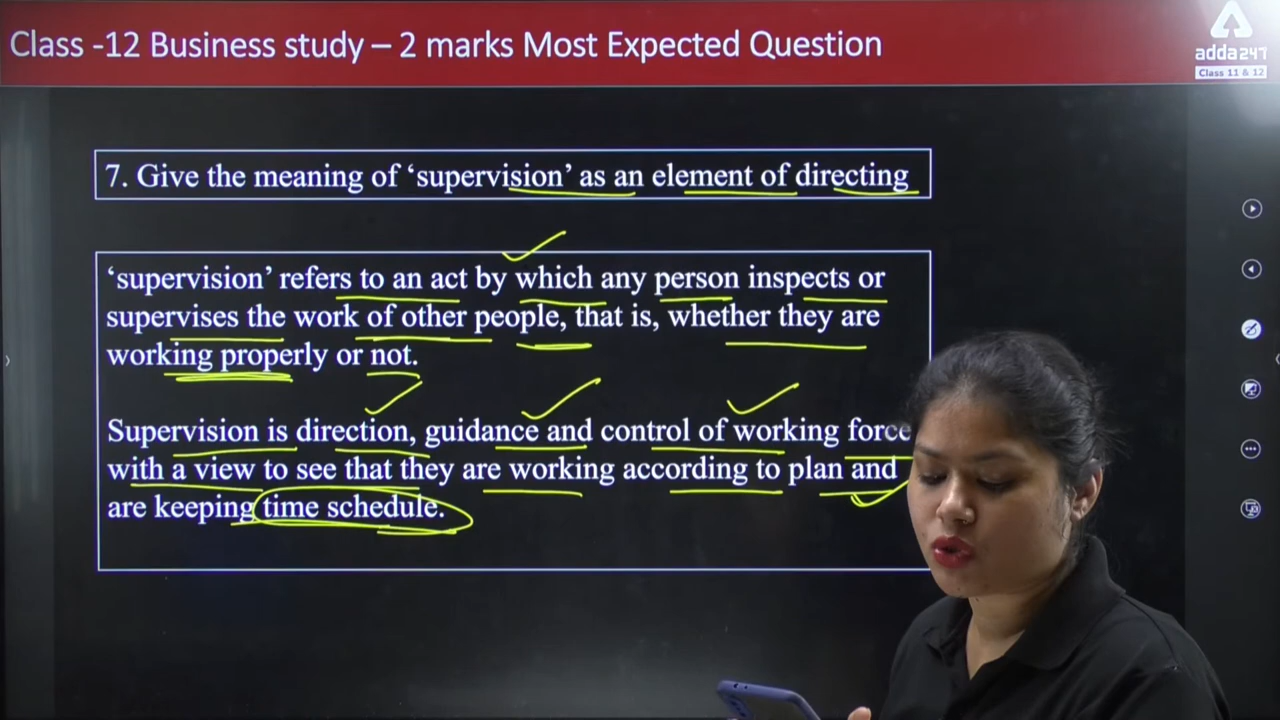 Class -12 Business study – 2 marks Most Expected Question
adda247
Class 11 & 12
7. Give the meaning of ‘supervision’ as an element of directing
‘supervision’ refers to an act by which any person inspects or
supervises the work of other people, that is, whether they are
working properly or not.
Supervision is direction, guidance and control of working force
with a view to see that they are working according to plan and
are keeping time schedule.